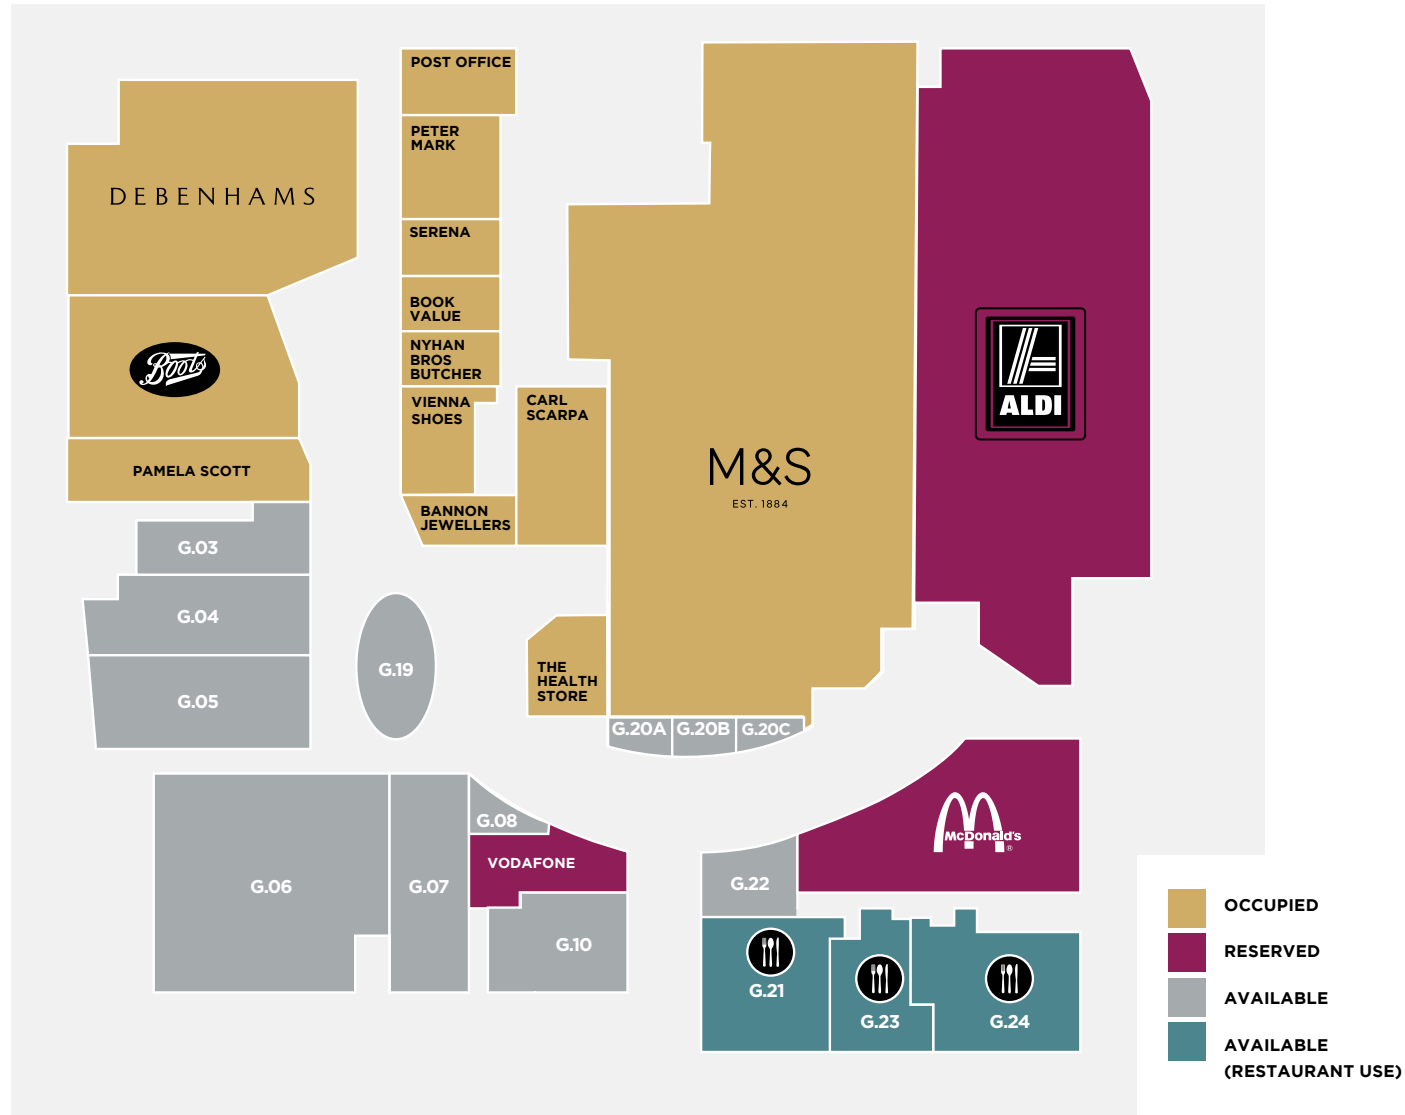 POST OFFICE
PETER
MARK
DEBENHAMS
SERENA
BOOK
VALUE
NYHAN
BROS
BUTCHER
Boots
ALDI
VIENNA
SHOES
CARL
SCARPA
M&S
EST. 1884
PAMELA SCOTT
BANNON
JEWELLERS
G.03
G.04
G.19
THE
HEALTH
STORE
G.05
G.20A
G.20B
G.20C
G.08
McDonald's
®
VODAFONE
G.06
G.07
G.22
G.10
G.21
G.23
G.24
OCCUPIED
RESERVED
AVAILABLE
AVAILABLE
(RESTAURANT USE)